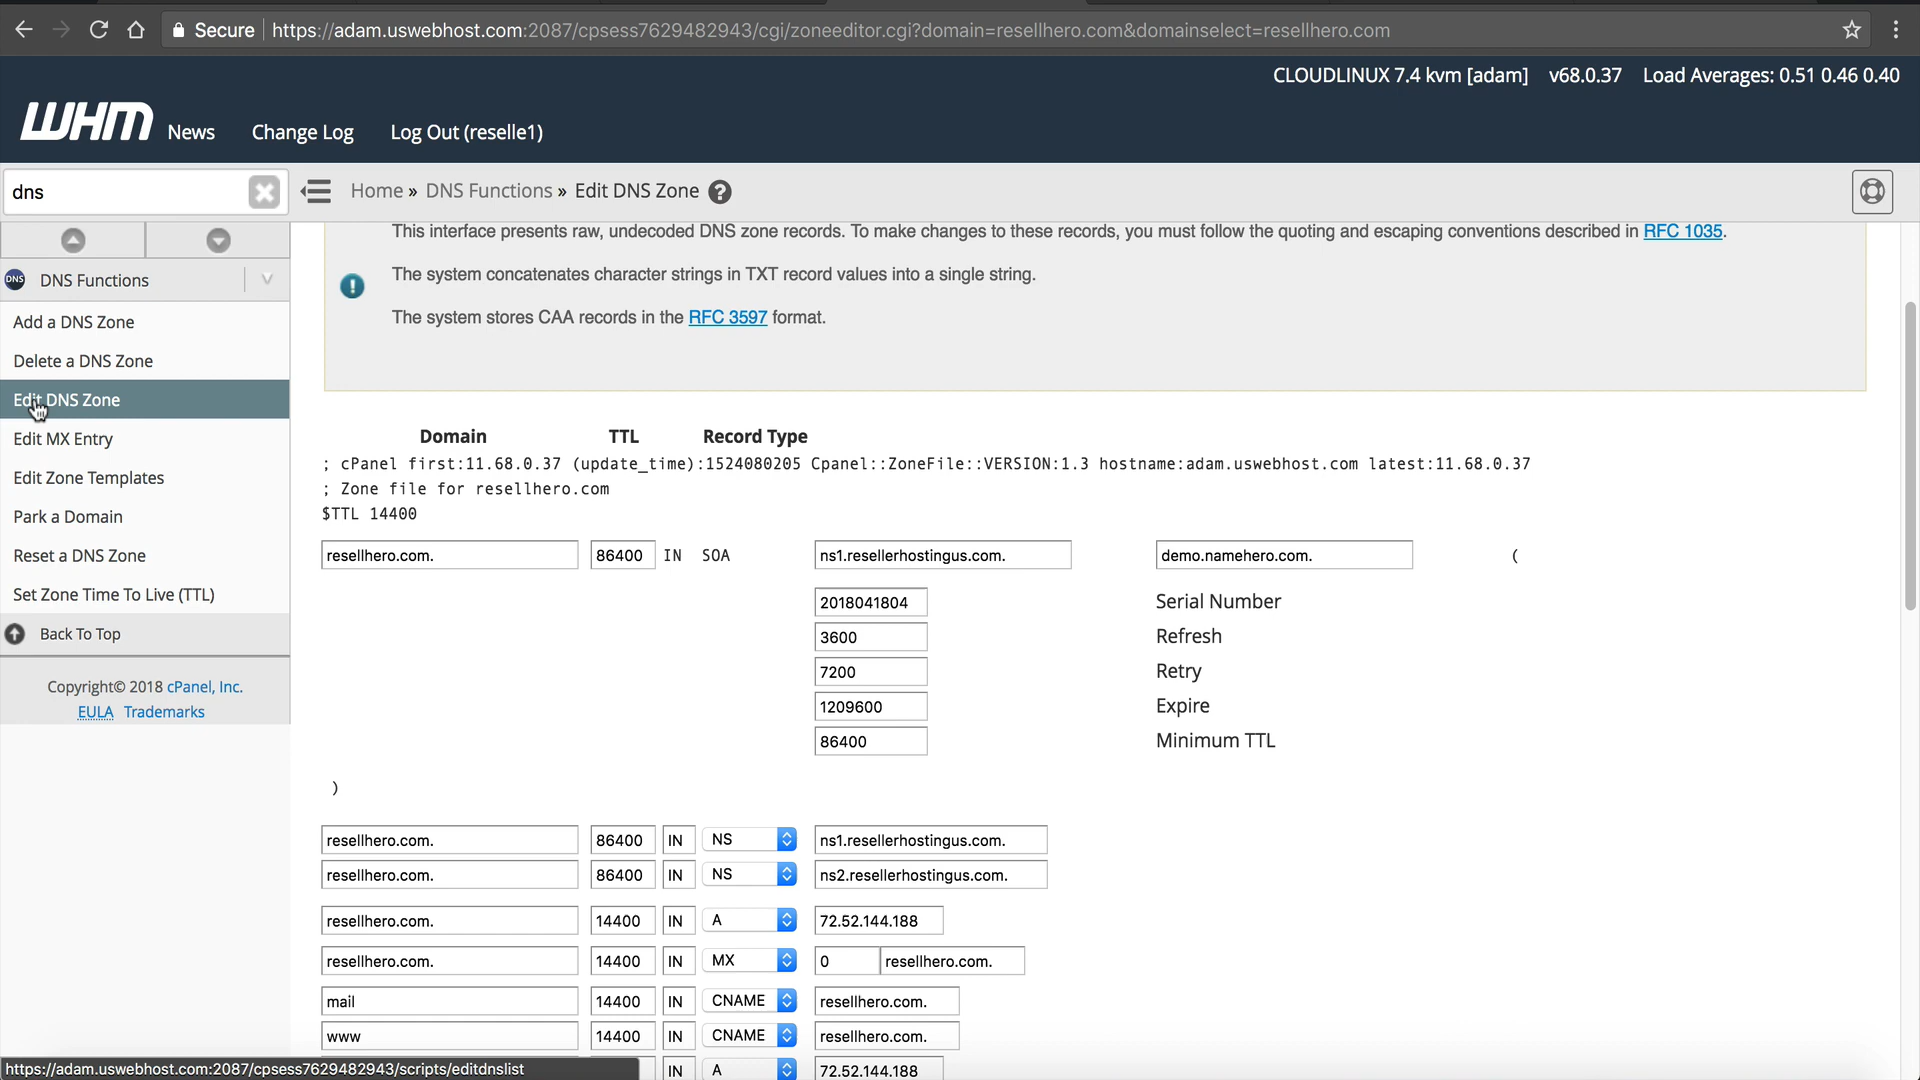 Secure
https://adam.uswebhost.com:2087/cpsess7629482943/cgi/zoneeditor.cgi?domain=resellhero.com&domainselect=resellhero.com
CLOUDLINUX 7.4 kvm [adam] v68.0.37 Load Averages: 0.51 0.46 0.40
WHM News Change Log Log Out (reselle1)
dns
Home » DNS Functions » Edit DNS Zone ?
DNS DNS Functions
Add a DNS Zone
Delete a DNS Zone
Edit DNS Zone
Edit MX Entry
Edit Zone Templates
Park a Domain
Reset a DNS Zone
Set Zone Time To Live (TTL)
Back To Top
Copyright© 2018 cPanel, Inc.
EULA Trademarks
This interface presents raw, undecoded DNS zone records. To make changes to these records, you must follow the quoting and escaping conventions described in RFC 1035.
The system concatenates character strings in TXT record values into a single string.
The system stores CAA records in the RFC 3597 format.
Domain TTL Record Type
; cPanel first:11.68.0.37 (update_time):1524080205 Cpanel::ZoneFile::VERSION:1.3 hostname:adam.uswebhost.com latest:11.68.0.37
; Zone file for resellhero.com
$TTL 14400
resellhero.com. 86400 IN SOA ns1.resellerhostingus.com. demo.namehero.com. (
2018041804 Serial Number
3600 Refresh
7200 Retry
1209600 Expire
86400 Minimum TTL
)
resellhero.com. 86400 IN NS ns1.resellerhostingus.com.
resellhero.com. 86400 IN NS ns2.resellerhostingus.com.
resellhero.com. 14400 IN A 72.52.144.188
resellhero.com. 14400 IN MX 0 resellhero.com.
mail 14400 IN CNAME resellhero.com.
www 14400 IN CNAME resellhero.com.
IN A 72.52.144.188
https://adam.uswebhost.com:2087/cpsess7629482943/scripts/editdnslist